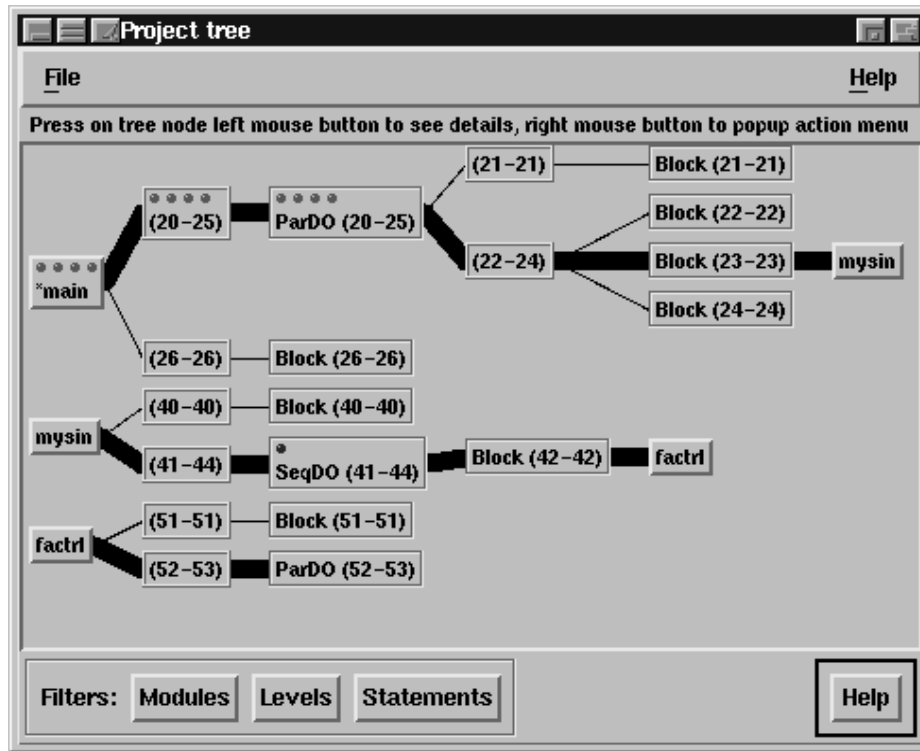 Project tree
File Help
Press on tree node left mouse button to see details, right mouse button to popup action menu
(21-21) Block (21-21)
(20-25) ParDO (20-25) Block (22-22)
(22-24) Block (23-23) mysin
*main
Block (24-24)
(26-26) Block (26-26)
(40-40) Block (40-40)
mysin
(41-44) SeqDO (41-44) Block (42-42) factrl
(51-51) Block (51-51)
factrl
(52-53) ParDO (52-53)
Filters: Modules Levels Statements Help